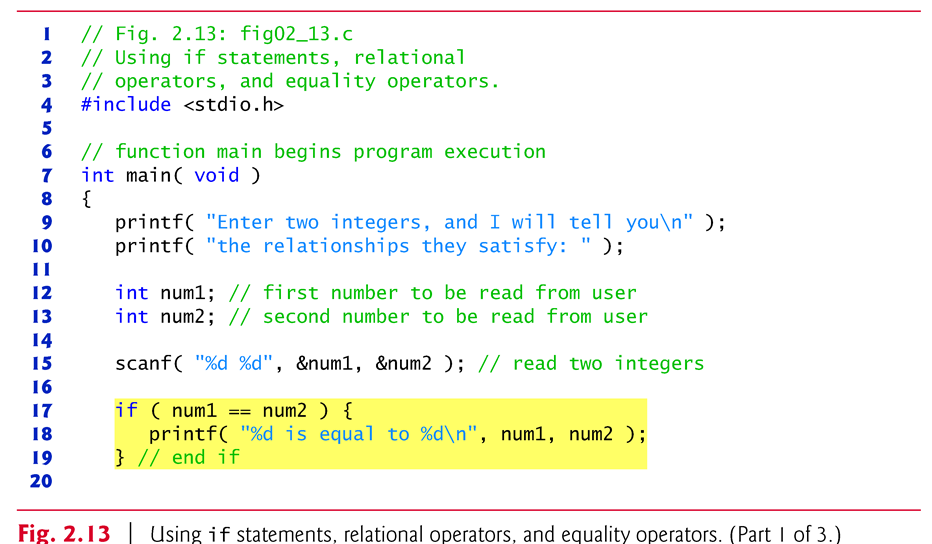 1 // Fig. 2.13: fig02_13.c
2 // Using if statements, relational
3 // operators, and equality operators.
4 #include <stdio.h>
5
6 // function main begins program execution
7 int main( void )
8 {
9 printf( "Enter two integers, and I will tell you\n" );
10 printf( "the relationships they satisfy: " );
11
12 int num1; // first number to be read from user
13 int num2; // second number to be read from user
14
15 scanf( "%d %d", &num1, &num2 ); // read two integers
16
17 if ( num1 == num2 ) {
18 printf( "%d is equal to %d\n", num1, num2 );
19 } // end if
20
Fig. 2.13 | Using if statements, relational operators, and equality operators. (Part 1 of 3.)